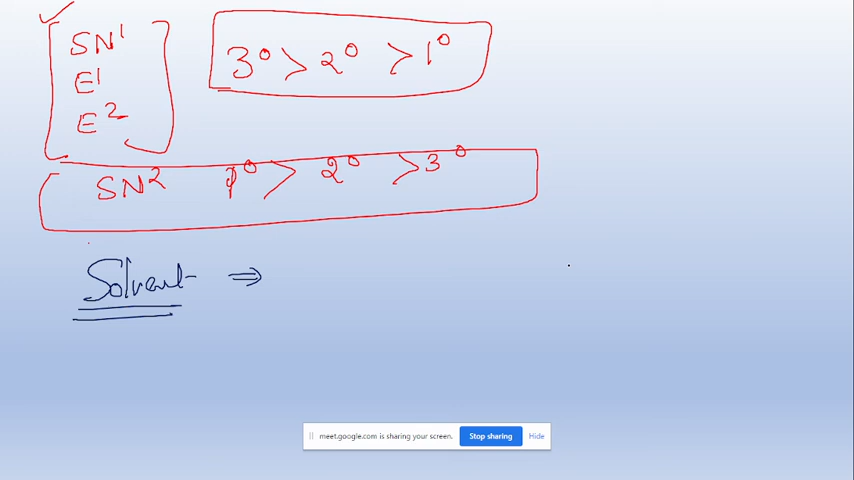 SN¹
E¹
E²
3° > 2° > 1°
SN² 1° > 2° > 3°
Solvent ⇒
meet.google.com is sharing your screen. Stop sharing Hide